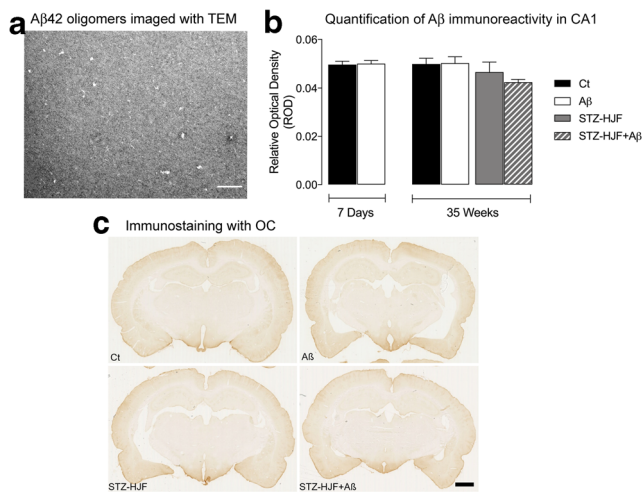 a
Aβ42 oligomers imaged with TEM
b
Quantification of Aβ immunoreactivity in CA1
Relative Optical Density
(ROD)
0.06
0.04
0.02
0.00
7 Days
35 Weeks
Ct
Aβ
STZ-HJF
STZ-HJF+Aβ
c
Immunostaining with OC
Ct
Aß
STZ-HJF
STZ-HJF+Aß